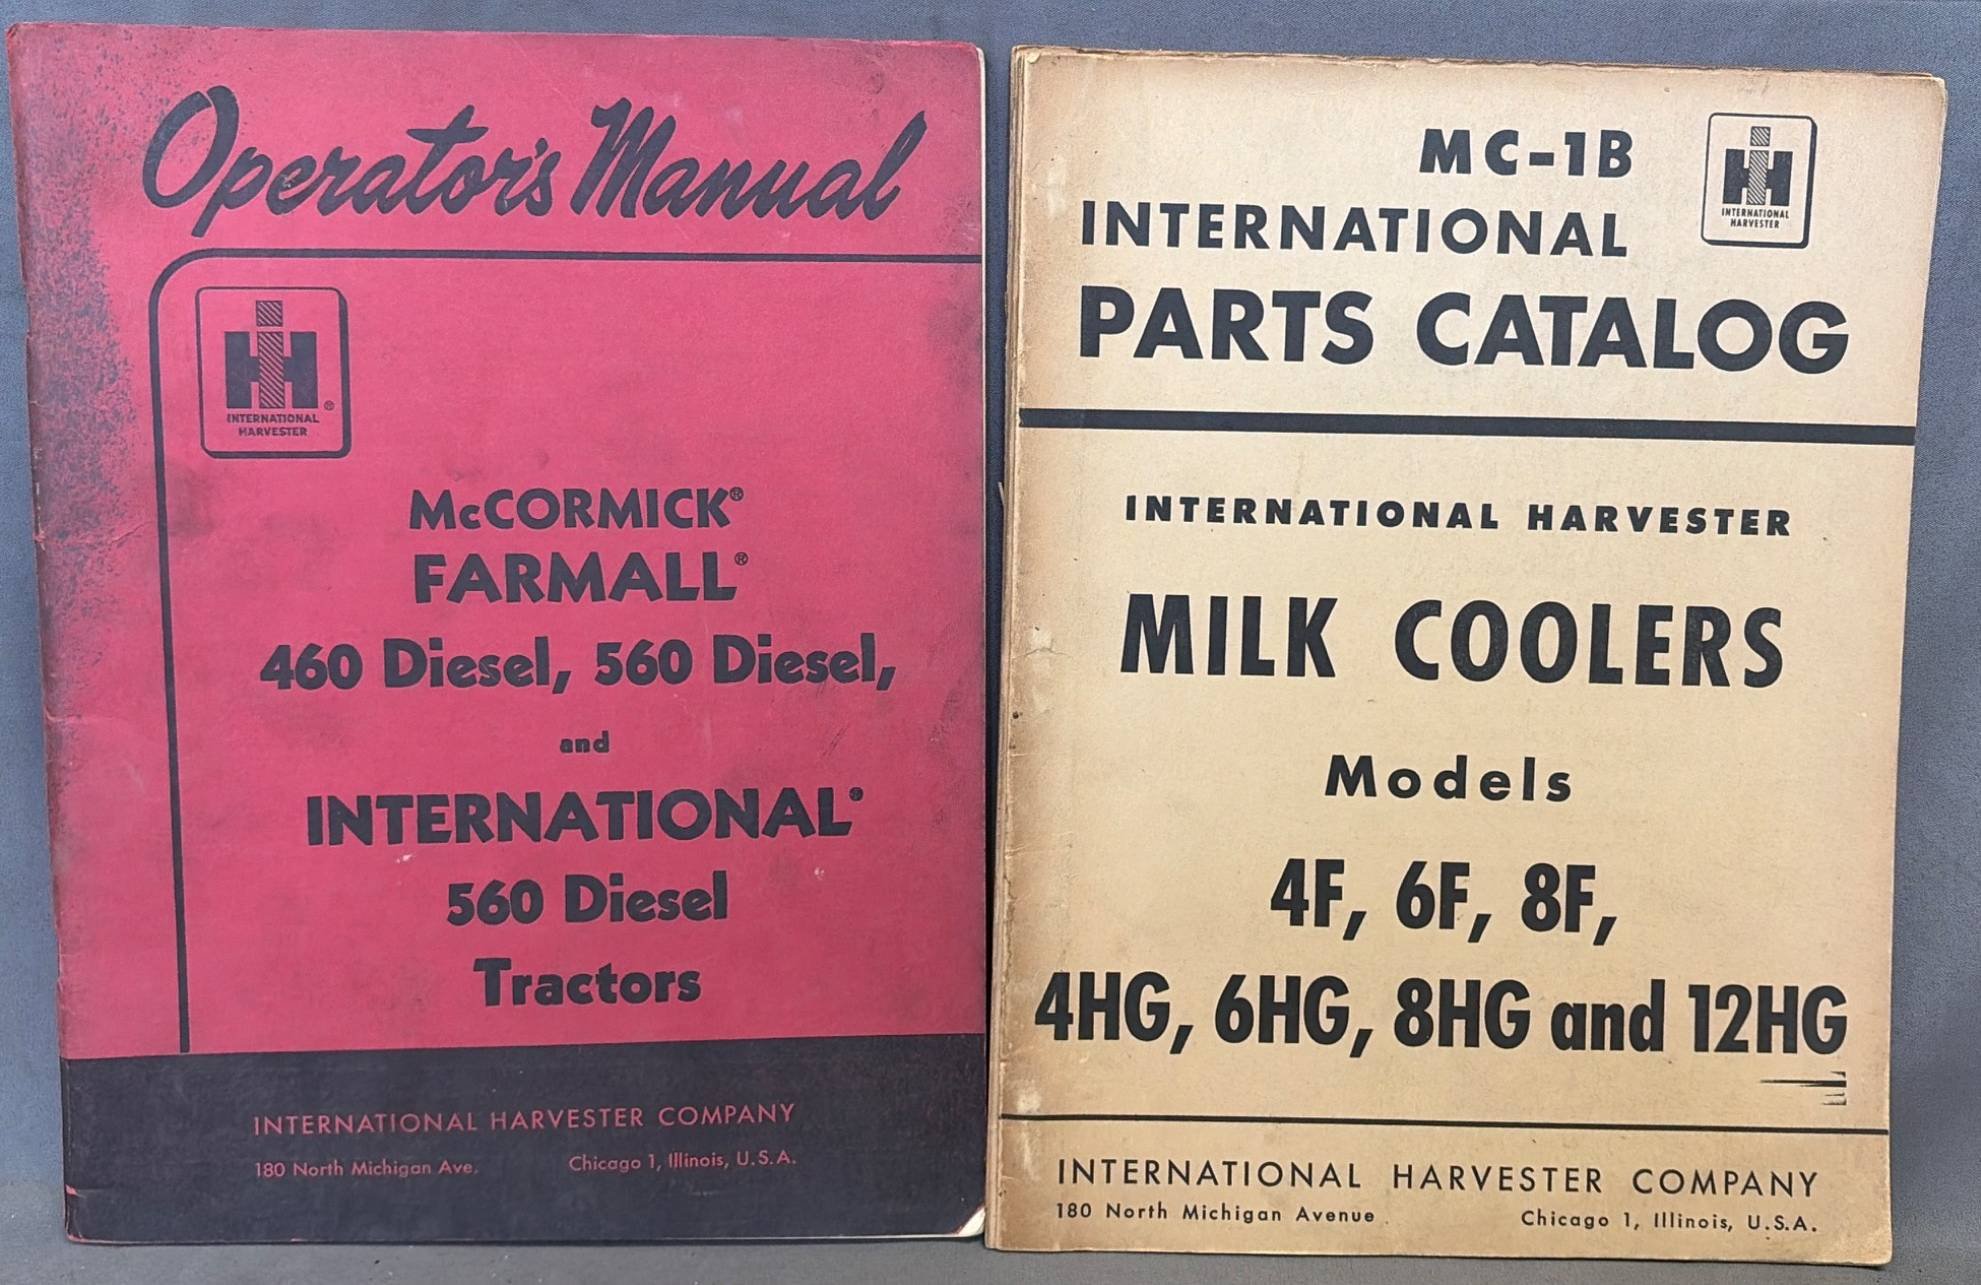 Operator's Manual
IH
INTERNATIONAL ®
HARVESTER
McCORMICK®
FARMALL®
460 Diesel, 560 Diesel,
and
INTERNATIONAL®
560 Diesel
Tractors
INTERNATIONAL HARVESTER COMPANY
180 North Michigan Ave. Chicago 1, Illinois, U.S.A.
MC-1B
INTERNATIONAL
PARTS CATALOG
IH
INTERNATIONAL
HARVESTER
INTERNATIONAL HARVESTER
MILK COOLERS
Models
4F, 6F, 8F,
4HG, 6HG, 8HG and 12HG
INTERNATIONAL HARVESTER COMPANY
180 North Michigan Avenue Chicago 1, Illinois, U.S.A.